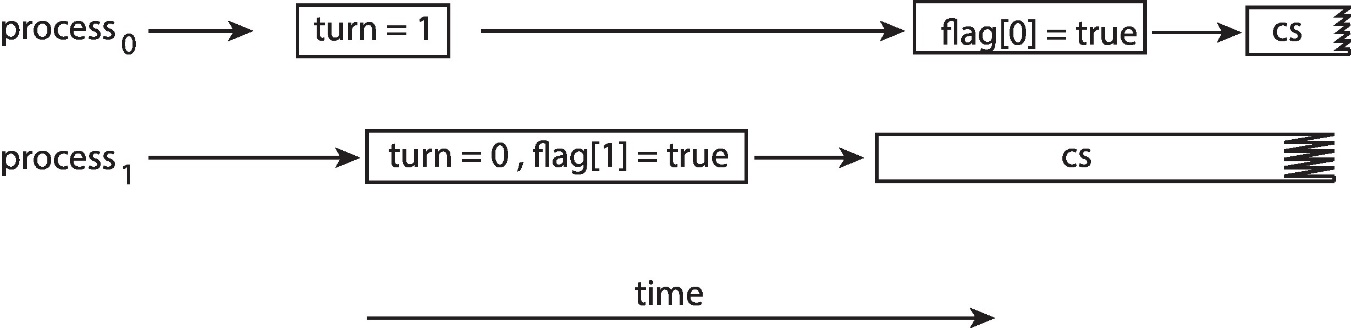 process0 turn = 1 flag[0] = true cs
process1 turn = 0 , flag[1] = true cs
time